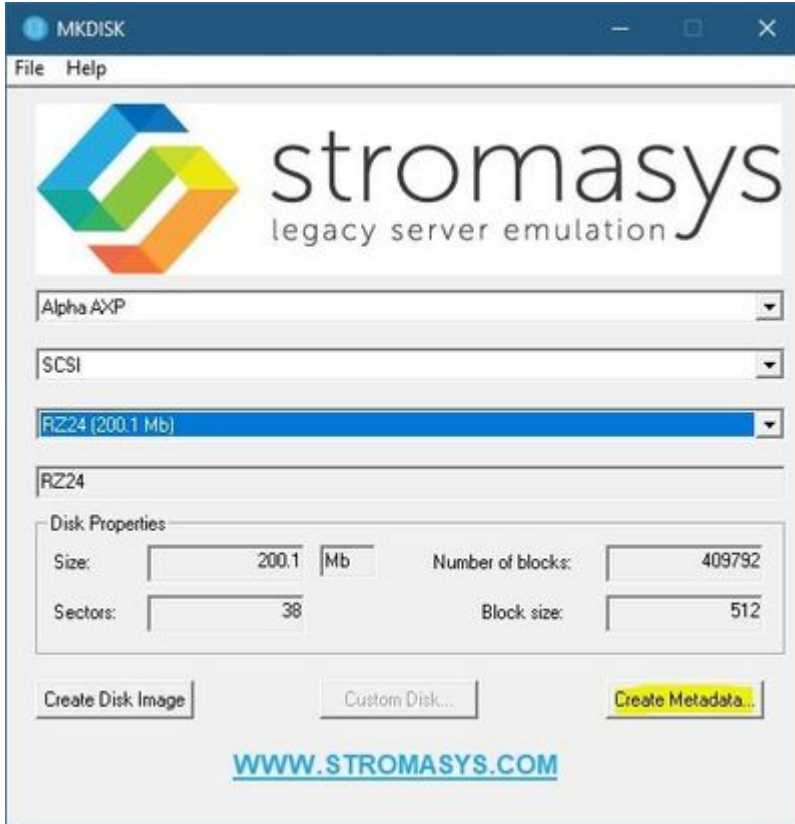 MKDISK
File Help
stromasys
legacy server emulation
Alpha AXP
SCSI
RZ24 (200.1 Mb)
RZ24
Disk Properties
Size: 200.1 Mb Number of blocks: 409792
Sectors: 38 Block size: 512
Create Disk Image Custom Disk... Create Metadata...
WWW.STROMASYS.COM